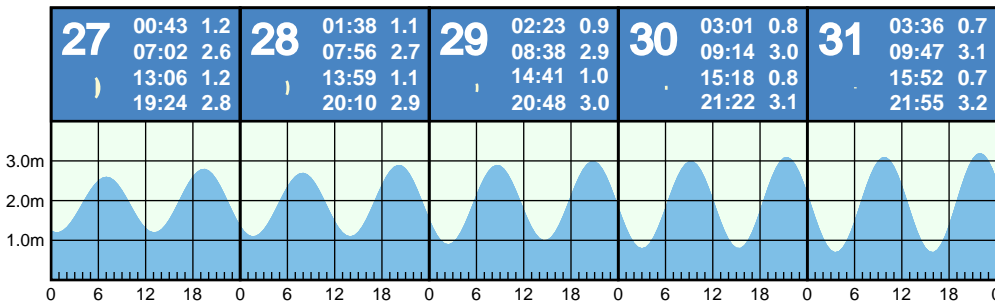 27 00:43 1.2 28 01:38 1.1 29 02:23 0.9 30 03:01 0.8 31 03:36 0.7
07:02 2.6 07:56 2.7 08:38 2.9 09:14 3.0 09:47 3.1
13:06 1.2 13:59 1.1 14:41 1.0 15:18 0.8 15:52 0.7
19:24 2.8 20:10 2.9 20:48 3.0 21:22 3.1 21:55 3.2
3.0m
2.0m
1.0m
0 6 12 18 0 6 12 18 0 6 12 18 0 6 12 18 0 6 12 18 0